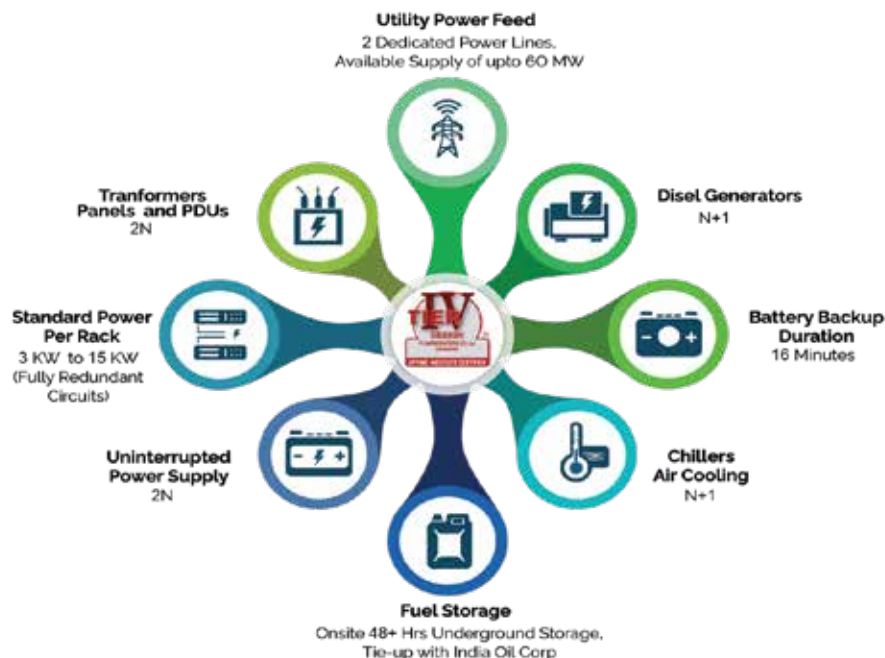 Utility Power Feed
2 Dedicated Power Lines,
Available Supply of upto 60 MW
Tranformers
Panels and PDUs
2N
Disel Generators
N+1
Standard Power
Per Rack
3 KW to 15 KW
(Fully Redundant
Circuits)
TIER
IV
Battery Backup
Duration
16 Minutes
Uninterrupted
Power Supply
2N
Chillers
Air Cooling
N+1
Fuel Storage
Onsite 48+ Hrs Underground Storage,
Tie-up with India Oil Corp